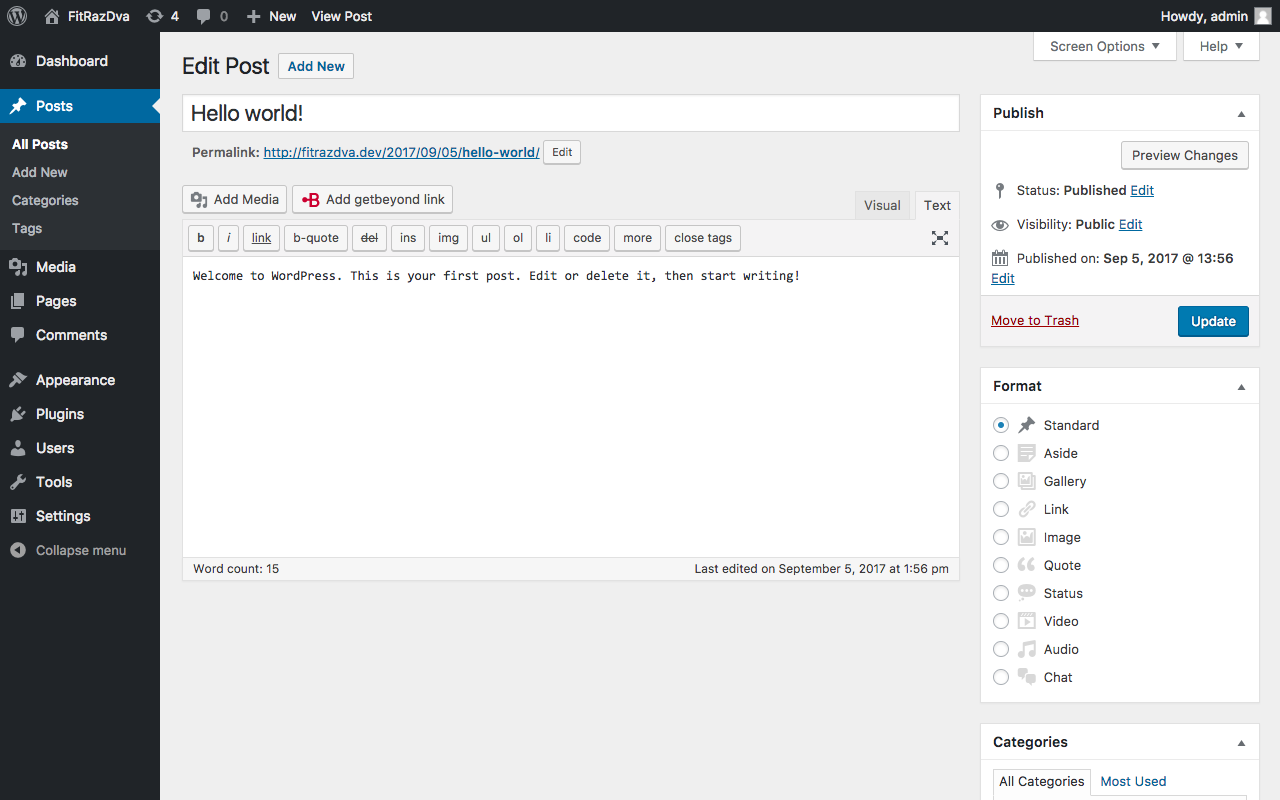 FitRazDva 4 0 New View Post Howdy, admin
Dashboard
Posts
All Posts
Add New
Categories
Tags
Media
Pages
Comments
Appearance
Plugins
Users
Tools
Settings
Collapse menu
Screen Options Help
Edit Post Add New
Hello world!
Permalink: http://fitrazdva.dev/2017/09/05/hello-world/ Edit
Add Media B Add getbeyond link
Visual Text
b i link b-quote del ins img ul ol li code more close tags
Welcome to WordPress. This is your first post. Edit or delete it, then start writing!
Word count: 15 Last edited on September 5, 2017 at 1:56 pm
Publish
Preview Changes
Status: Published Edit
Visibility: Public Edit
Published on: Sep 5, 2017 @ 13:56
Edit
Move to Trash Update
Format
Standard
Aside
Gallery
Link
Image
Quote
Status
Video
Audio
Chat
Categories
All Categories Most Used